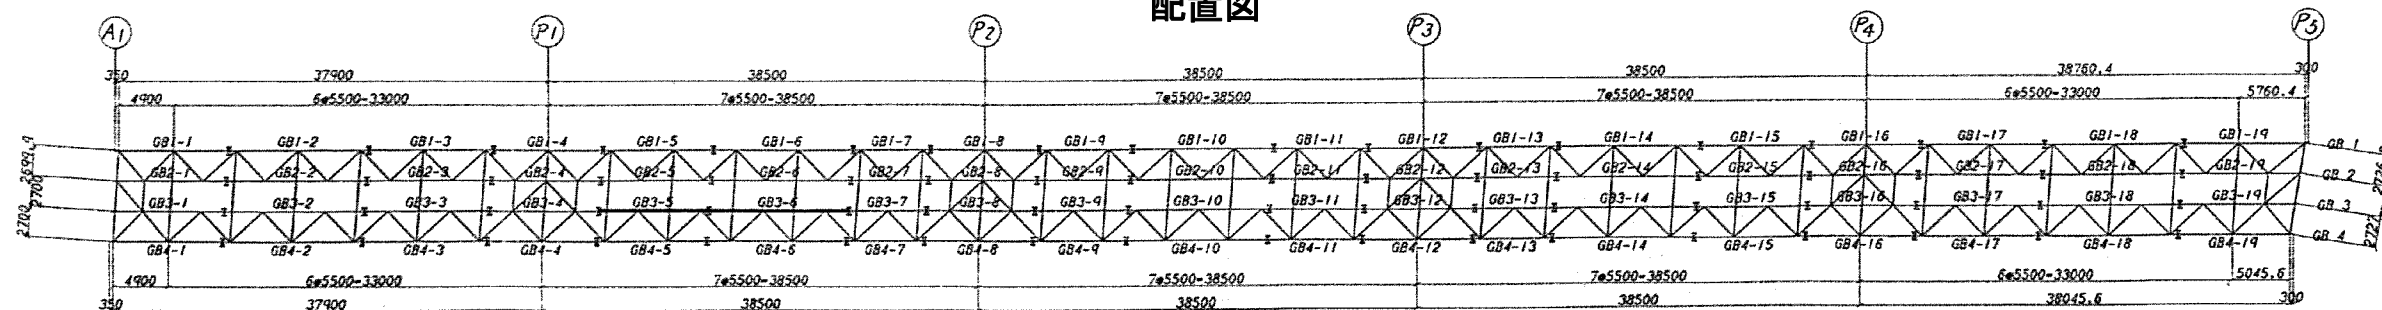 配置図
A1 P1 P2 P3 P4 P5
350 37900 38500 38500 38500 38760.4 300
4900 6@5500=33000 7@5500=38500 7@5500=38500 7@5500=38500 6@5500=33000 5760.4
GB1-1 GB1-2 GB1-3 GB1-4 GB1-5 GB1-6 GB1-7 GB1-8 GB1-9 GB1-10 GB1-11 GB1-12 GB1-13 GB1-14 GB1-15 GB1-16 GB1-17 GB1-18 GB1-19 GB 1
2699.9
GB2-1 GB2-2 GB2-3 GB2-4 GB2-5 GB2-6 GB2-7 GB2-8 GB2-9 GB2-10 GB2-11 GB2-12 GB2-13 GB2-14 GB2-15 GB2-16 GB2-17 GB2-18 GB2-19 GB 2
2700
GB3-1 GB3-2 GB3-3 GB3-4 GB3-5 GB3-6 GB3-7 GB3-8 GB3-9 GB3-10 GB3-11 GB3-12 GB3-13 GB3-14 GB3-15 GB3-16 GB3-17 GB3-18 GB3-19 GB 3
2700 2727
GB4-1 GB4-2 GB4-3 GB4-4 GB4-5 GB4-6 GB4-7 GB4-8 GB4-9 GB4-10 GB4-11 GB4-12 GB4-13 GB4-14 GB4-15 GB4-16 GB4-17 GB4-18 GB4-19 GB 4
4900 6@5500=33000 7@5500=38500 7@5500=38500 7@5500=38500 6@5500=33000 5045.6
350 37900 38500 38500 38500 38045.6 300